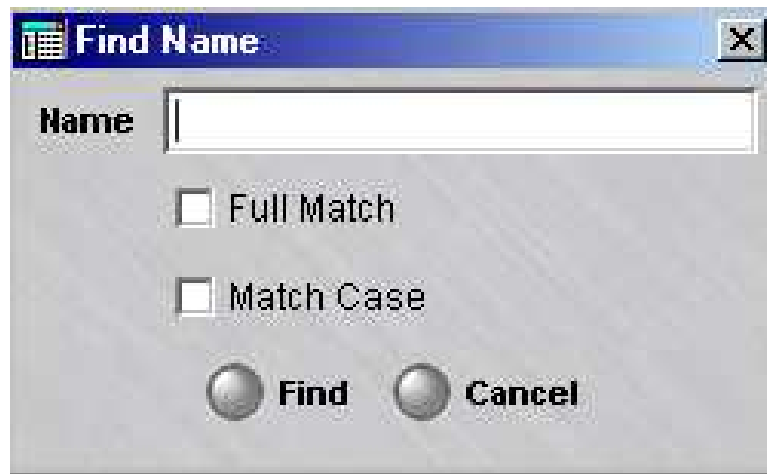 Find Name
Name
Full Match
Match Case
Find Cancel